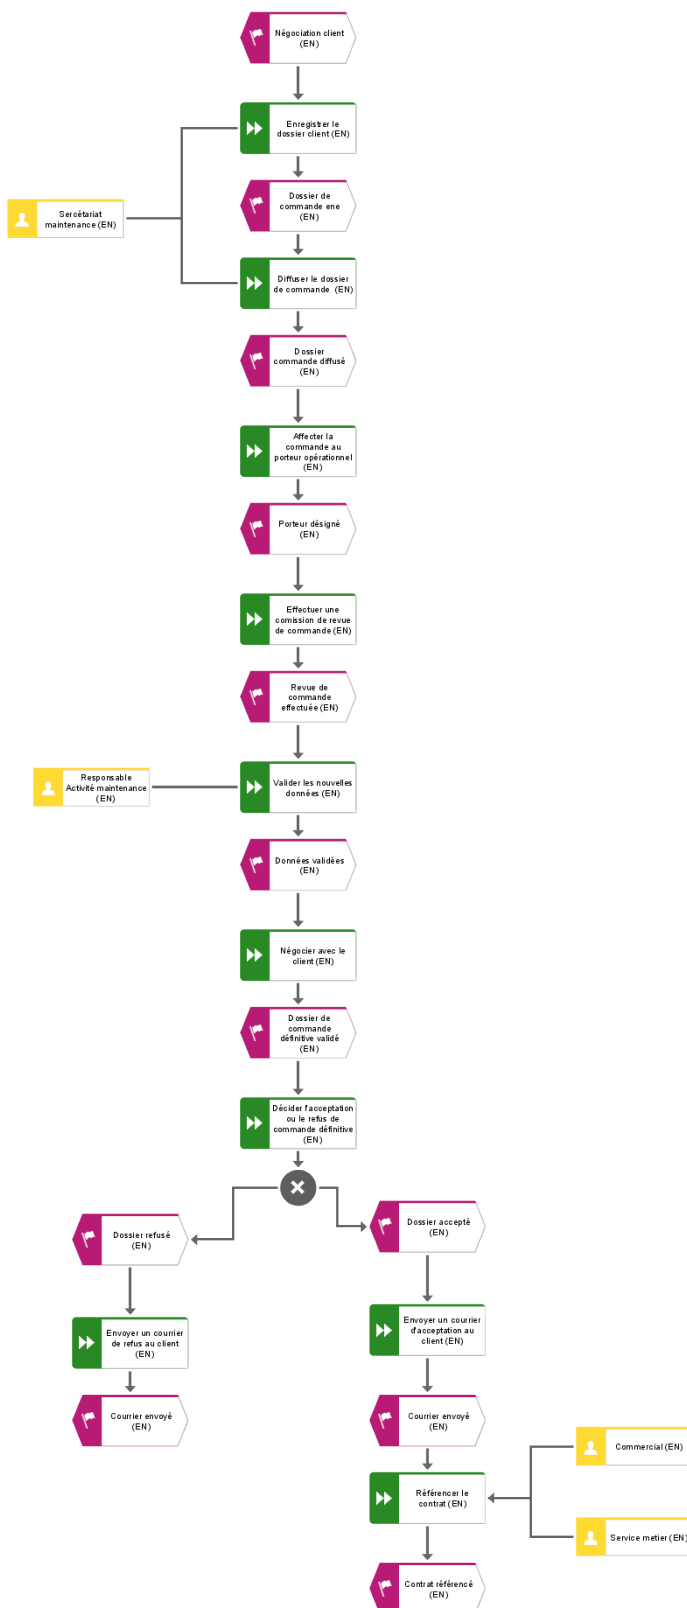 Négociation client
(EN)
Enregistrer le
dossier client (EN)
Dossier de
commande ene
(EN)
Sercétariat
maintenance (EN)
Diffuser le dossier
de commande (EN)
Dossier
commande diffusé
(EN)
Affecter la
commande au
porteur opérationnel
(EN)
Porteur désigné
(EN)
Effectuer une
comission de revue
de commande (EN)
Revue de
commande
effectuée (EN)
Responsable
Activité maintenance
(EN)
Valider les nouvelles
données (EN)
Données validées
(EN)
Négocier avec le
client (EN)
Dossier de
commande
définitive validé
(EN)
Décider l'acceptation
ou le refus de
commande définitive
(EN)
Dossier refusé
(EN)
Dossier accepté
(EN)
Envoyer un courrier
de refus au client
(EN)
Envoyer un courrier
d'acceptation au
client (EN)
Courrier envoyé
(EN)
Courrier envoyé
(EN)
Commercial (EN)
Référencer le
contrat (EN)
Service metier (EN)
Contrat référencé
(EN)